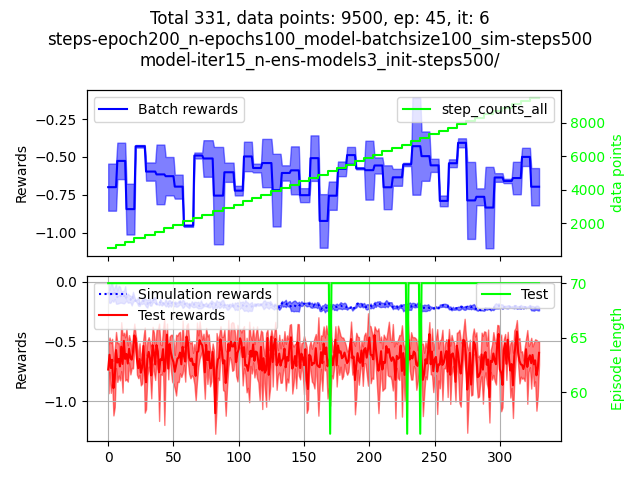 Total 331, data points: 9500, ep: 45, it: 6
steps-epoch200_n-epochs100_model-batchsize100_sim-steps500
model-iter15_n-ens-models3_init-steps500/
Batch rewards
step_counts_all
Rewards
−0.25
−0.50
−0.75
−1.00
8000
6000
4000
2000
data points
Simulation rewards
Test rewards
Test
Rewards
0.0
−0.5
−1.0
70
65
60
Episode length
0 50 100 150 200 250 300